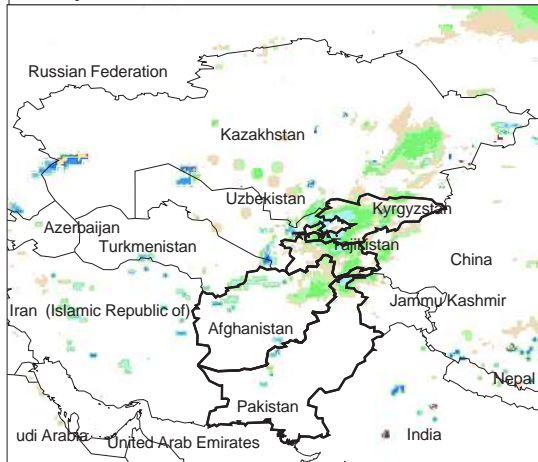 Russian Federation
Kazakhstan
Uzbekistan
Kyrgyzstan
Azerbaijan
Turkmenistan
Tajikistan
China
Iran (Islamic Republic of)
Jammu Kashmir
Afghanistan
Nepal
Pakistan
udi Arabia
United Arab Emirates
India